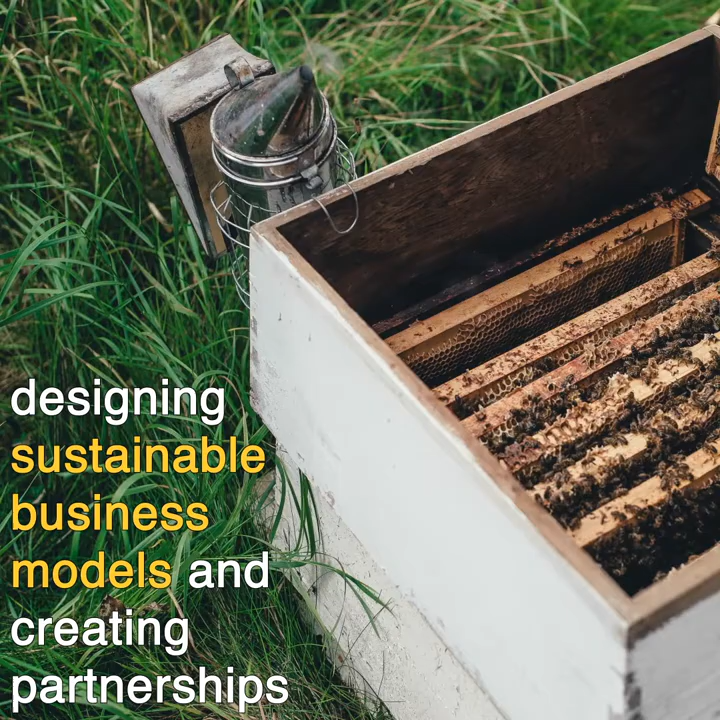 designing
sustainable
business
models and
creating
partnerships